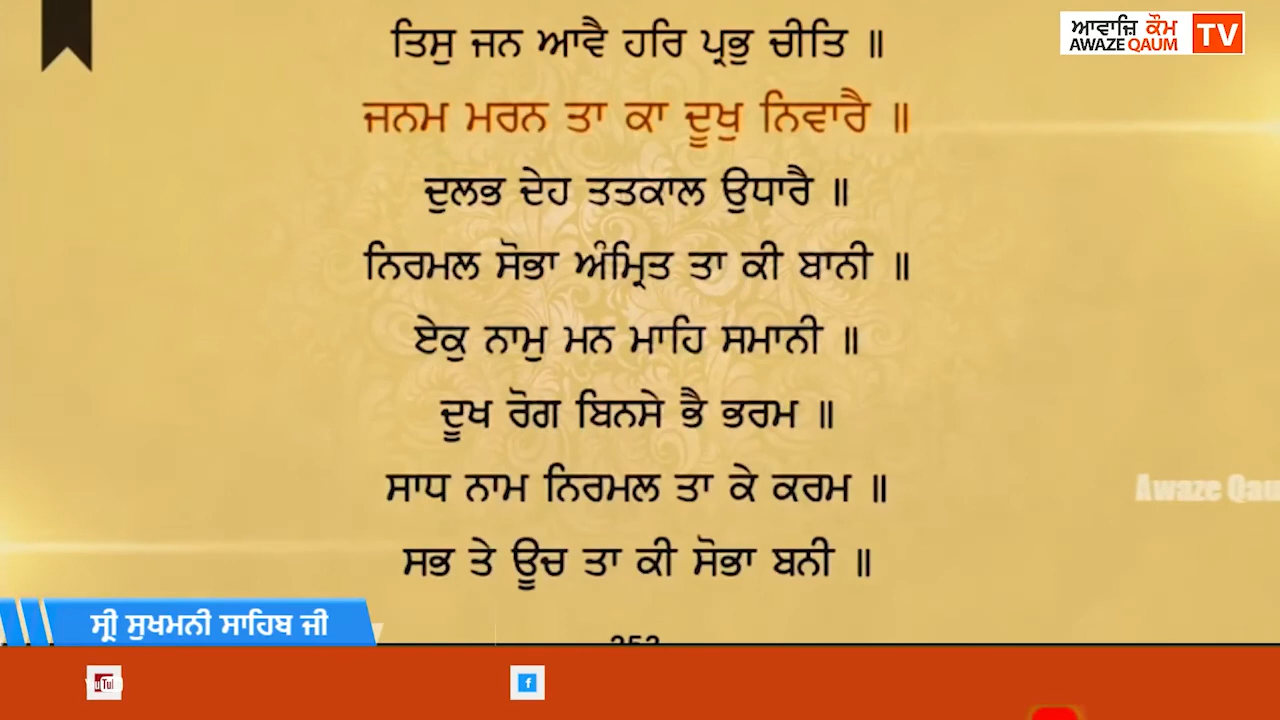 ਆਵਾਜ਼ਿ ਕੌਮ
AWAZE QAUM
TV
ਤਿਸੁ ਜਨ ਆਵੈ ਹਰਿ ਪ੍ਰਭੁ ਚੀਤਿ ॥
ਜਨਮ ਮਰਨ ਤਾ ਕਾ ਦੂਖੁ ਨਿਵਾਰੈ ॥
ਦੁਲਭ ਦੇਹ ਤਤਕਾਲ ਉਧਾਰੈ ॥
ਨਿਰਮਲ ਸੋਭਾ ਅੰਮ੍ਰਿਤ ਤਾ ਕੀ ਬਾਨੀ ॥
ਏਕੁ ਨਾਮੁ ਮਨ ਮਾਹਿ ਸਮਾਨੀ ॥
ਦੂਖ ਰੋਗ ਬਿਨਸੇ ਭੈ ਭਰਮ ॥
ਸਾਧ ਨਾਮ ਨਿਰਮਲ ਤਾ ਕੇ ਕਰਮ ॥
Awaze Qau
ਸਭ ਤੇ ਊਚ ਤਾ ਕੀ ਸੋਭਾ ਬਨੀ ॥
ਸ੍ਰੀ ਸੁਖਮਨੀ ਸਾਹਿਬ ਜੀ